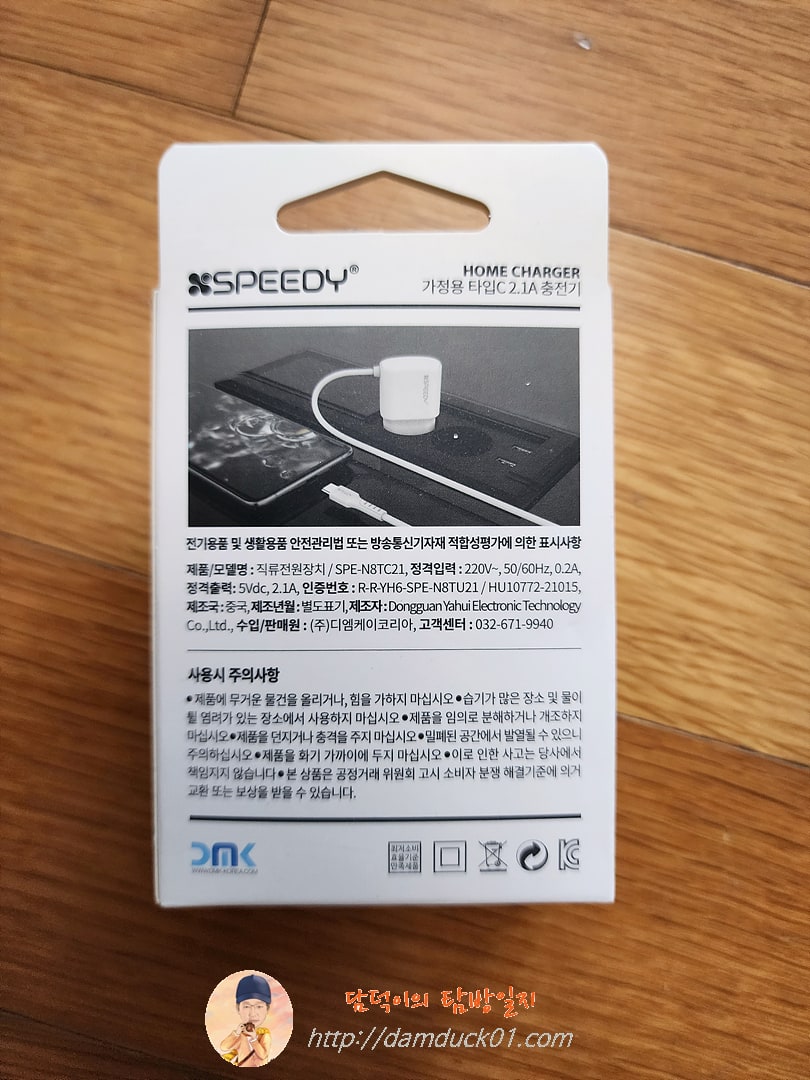 SPEEDY®
HOME CHARGER
가정용 타입C 2.1A 충전기
SPEEDY
전기용품 및 생활용품 안전관리법 또는 방송통신기자재 적합성평가에 의한 표시사항
제품/모델명 : 직류전원장치 / SPE-N8TC21, 정격입력 : 220V~, 50/60Hz, 0.2A,
정격출력 : 5Vdc, 2.1A, 인증번호 : R-R-YH6-SPE-N8TU21 / HU10772-21015,
제조국 : 중국, 제조년월 : 별도표기, 제조자 : Dongguan Yahui Electronic Technology
Co.,Ltd., 수입/판매원 : (주)디엠케이코리아, 고객센터 : 032-671-9940
사용시 주의사항
●제품에 무거운 물건을 올리거나, 힘을 가하지 마십시오 ●습기가 많은 장소 및 물이
튈 염려가 있는 장소에서 사용하지 마십시오 ●제품을 임의로 분해하거나 개조하지
마십시오 ●제품을 던지거나 충격을 주지 마십시오 ●밀폐된 공간에서 발열될 수 있으니
주의하십시오 ●제품을 화기 가까이에 두지 마십시오 ●이로 인한 사고는 당사에서
책임지지 않습니다 ● 본 상품은 공정거래 위원회 고시 소비자 분쟁 해결기준에 의거
교환 또는 보상을 받을 수 있습니다.
DMK
WWW.DMK-KOREA.COM
최저소비
효율기준
만족제품
담덕이의 탐방일지
http://damduck01.com